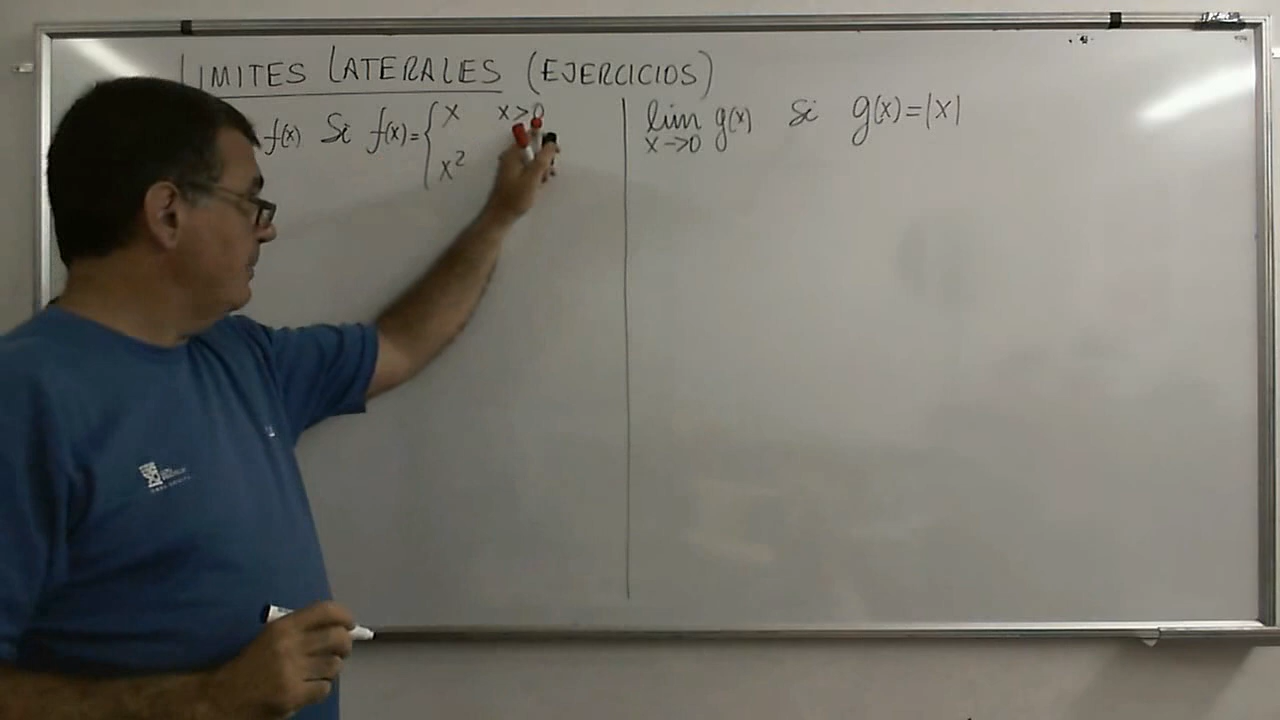 LIMITES LATERALES (EJERCICIOS)
f(x) Si f(x)= { x x>0
x²
lim g(x) si g(x)=|x|
x->0